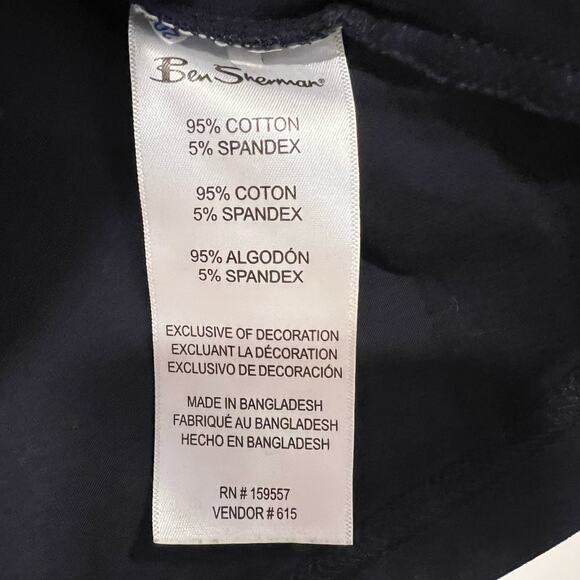 Ben Sherman®
95% COTTON
5% SPANDEX
95% COTON
5% SPANDEX
95% ALGODÓN
5% SPANDEX
EXCLUSIVE OF DECORATION
EXCLUANT LA DÉCORATION
EXCLUSIVO DE DECORACIÓN
MADE IN BANGLADESH
FABRIQUÉ AU BANGLADESH
HECHO EN BANGLADESH
RN # 159557
VENDOR # 615